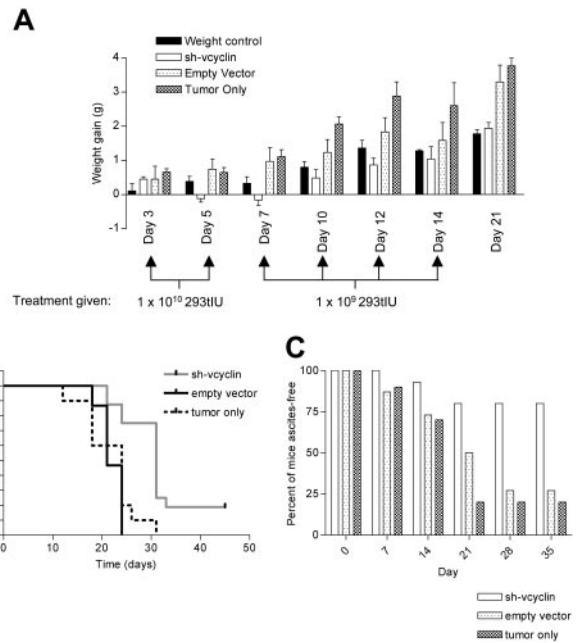 A
Weight control
sh-vcyclin
Empty Vector
Tumor Only
Weight gain (g)
4
3
2
1
0
-1
Day 3
Day 5
Day 7
Day 10
Day 12
Day 14
Day 21
Treatment given:
1 x 10¹⁰ 293tIU
1 x 10⁹ 293tIU
sh-vcyclin
empty vector
tumor only
0
10
20
30
40
50
Time (days)
C
Percent of mice ascites-free
100
75
50
25
0
0
7
14
21
28
35
Day
sh-vcyclin
empty vector
tumor only